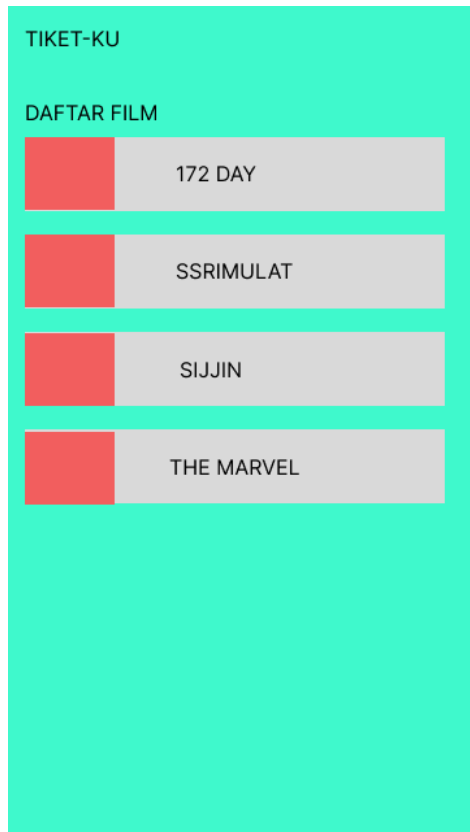 TIKET-KU
DAFTAR FILM
172 DAY
SSRIMULAT
SIJJIN
THE MARVEL